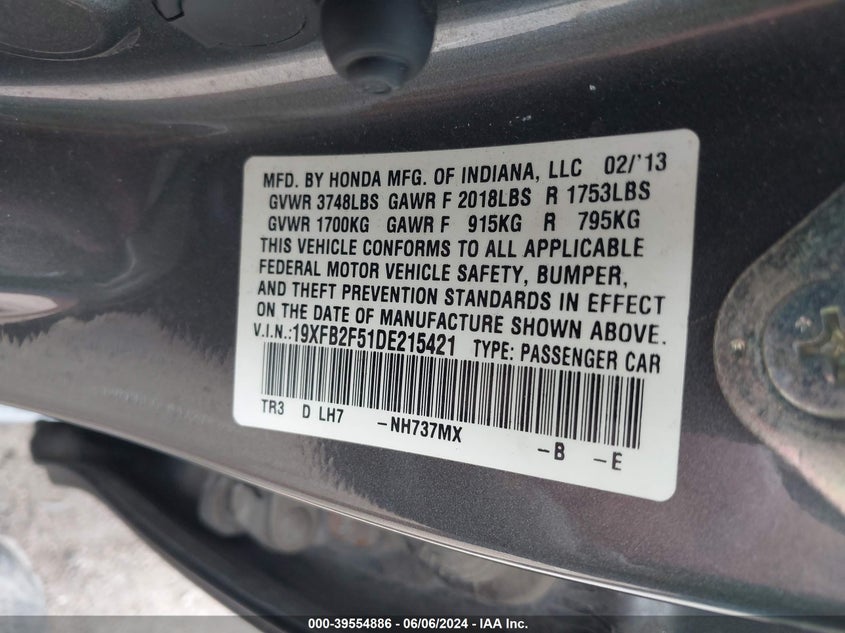 MFD. BY HONDA MFG. OF INDIANA, LLC 02/'13
GVWR 3748LBS GAWR F 2018LBS R 1753LBS
GVWR 1700KG GAWR F 915KG R 795KG
THIS VEHICLE CONFORMS TO ALL APPLICABLE
FEDERAL MOTOR VEHICLE SAFETY, BUMPER,
AND THEFT PREVENTION STANDARDS IN EFFECT
ON THE DATE OF MANUFACTURE SHOWN ABOVE.
V.I.N.:19XFB2F51DE215421 TYPE: PASSENGER CAR
TR3 D LH7 -NH737MX -B -E
000-39554886 - 06/06/2024 - IAA Inc.